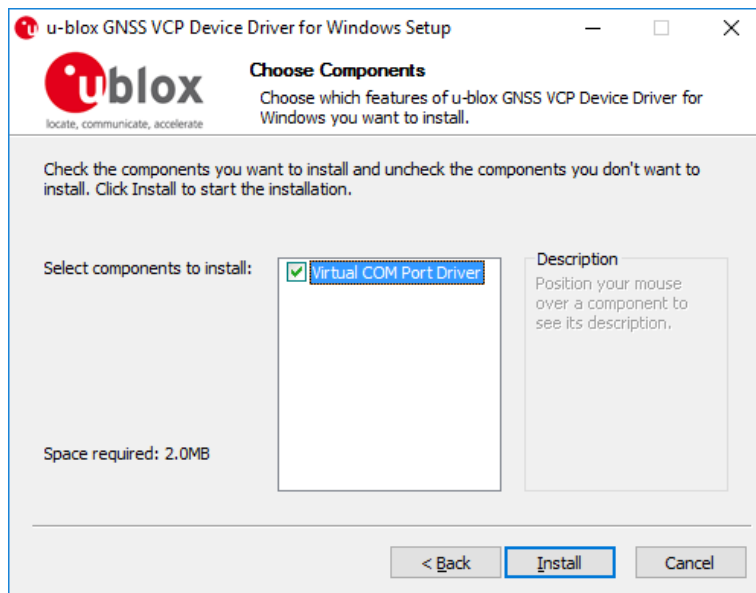 u-blox GNSS VCP Device Driver for Windows Setup
ublox
locate, communicate, accelerate
Choose Components
Choose which features of u-blox GNSS VCP Device Driver for
Windows you want to install.
Check the components you want to install and uncheck the components you don't want to
install. Click Install to start the installation.
Select components to install:
Virtual COM Port Driver
Description
Position your mouse
over a component to
see its description.
Space required: 2.0MB
< Back
Install
Cancel